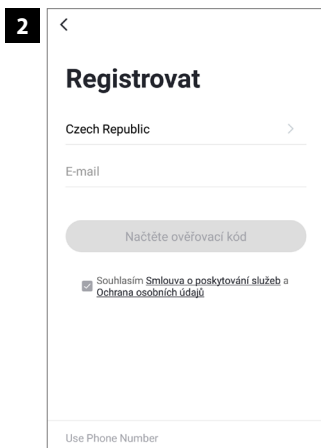 2
Registrovat
Czech Republic
E-mail
Načtěte ověřovací kód
Souhlasím Smlouva o poskytování služeb a
Ochrana osobních údajů
Use Phone Number